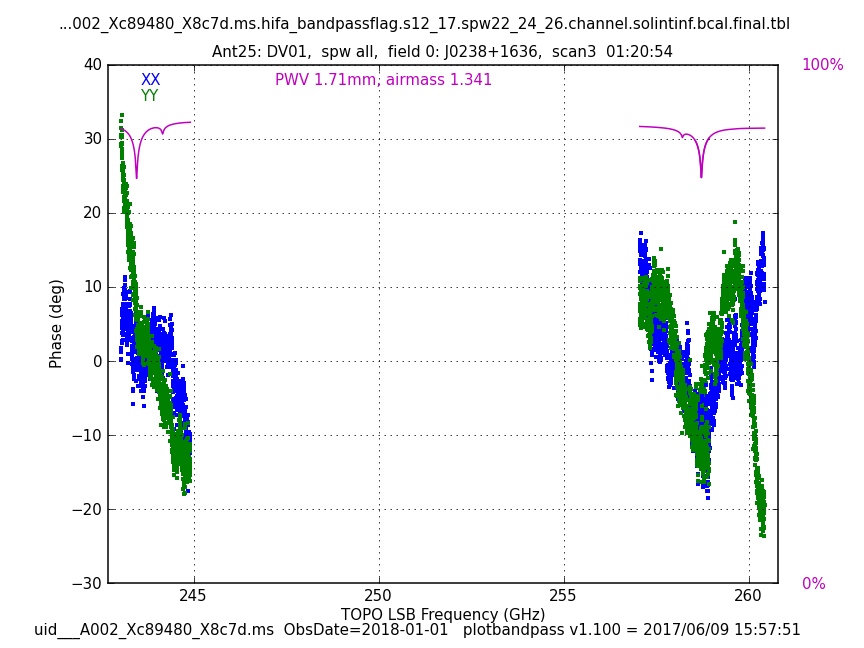 ...002_Xc89480_X8c7d.ms.hifa_bandpassflag.s12_17.spw22_24_26.channel.solintinf.bcal.final.tbl
Ant25: DV01,  spw all,  field 0: J0238+1636,  scan3  01:20:54
XX
YY
PWV 1.71mm, airmass 1.341
100%
0%
40
30
20
10
0
−10
−20
−30
Phase (deg)
245
250
255
260
TOPO LSB Frequency (GHz)
uid___A002_Xc89480_X8c7d.ms  ObsDate=2018-01-01   plotbandpass v1.100 = 2017/06/09 15:57:51